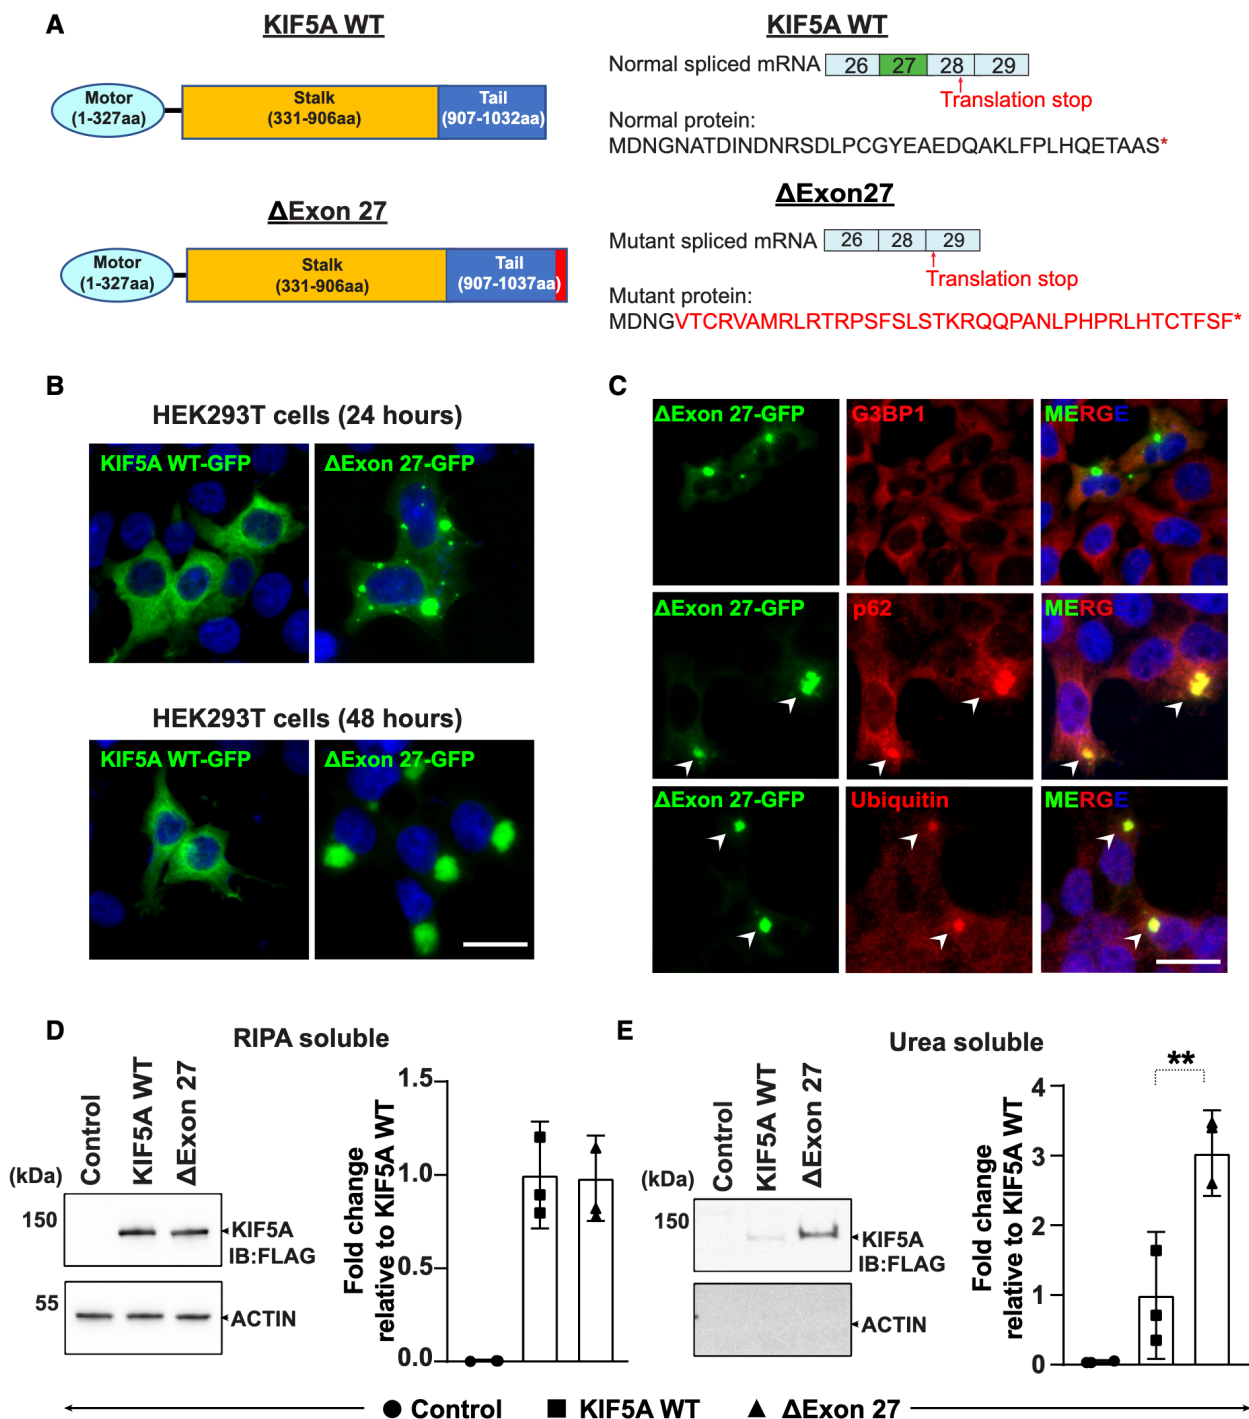 A
KIF5A WT
Motor
(1-327aa)
Stalk
(331-906aa)
Tail
(907-1032aa)
ΔExon 27
Motor
(1-327aa)
Stalk
(331-906aa)
Tail
(907-1037aa)
KIF5A WT
Normal spliced mRNA 26 27 28 29
Translation stop
Normal protein:
MDNGNATDINDNRSDLPCGYEAEDQAKLFPLHQETAAS*
ΔExon27
Mutant spliced mRNA 26 28 29
Translation stop
Mutant protein:
MDNGVTCRVAMRLRTRPSFSLSTKRQQPANLPHPRLHTCTFSF*
B
HEK293T cells (24 hours)
KIF5A WT-GFP
ΔExon 27-GFP
HEK293T cells (48 hours)
KIF5A WT-GFP
ΔExon 27-GFP
C
ΔExon 27-GFP
G3BP1
MERGE
ΔExon 27-GFP
p62
MERGE
ΔExon 27-GFP
Ubiquitin
MERGE
D
RIPA soluble
(kDa)
Control
KIF5A WT
ΔExon 27
150
KIF5A
IB:FLAG
55
ACTIN
Fold change
relative to KIF5A WT
1.5
1.0
0.5
0.0
E
Urea soluble
(kDa)
Control
KIF5A WT
ΔExon 27
150
KIF5A
IB:FLAG
ACTIN
Fold change
relative to KIF5A WT
4
3
2
1
0
**
Control
KIF5A WT
ΔExon 27